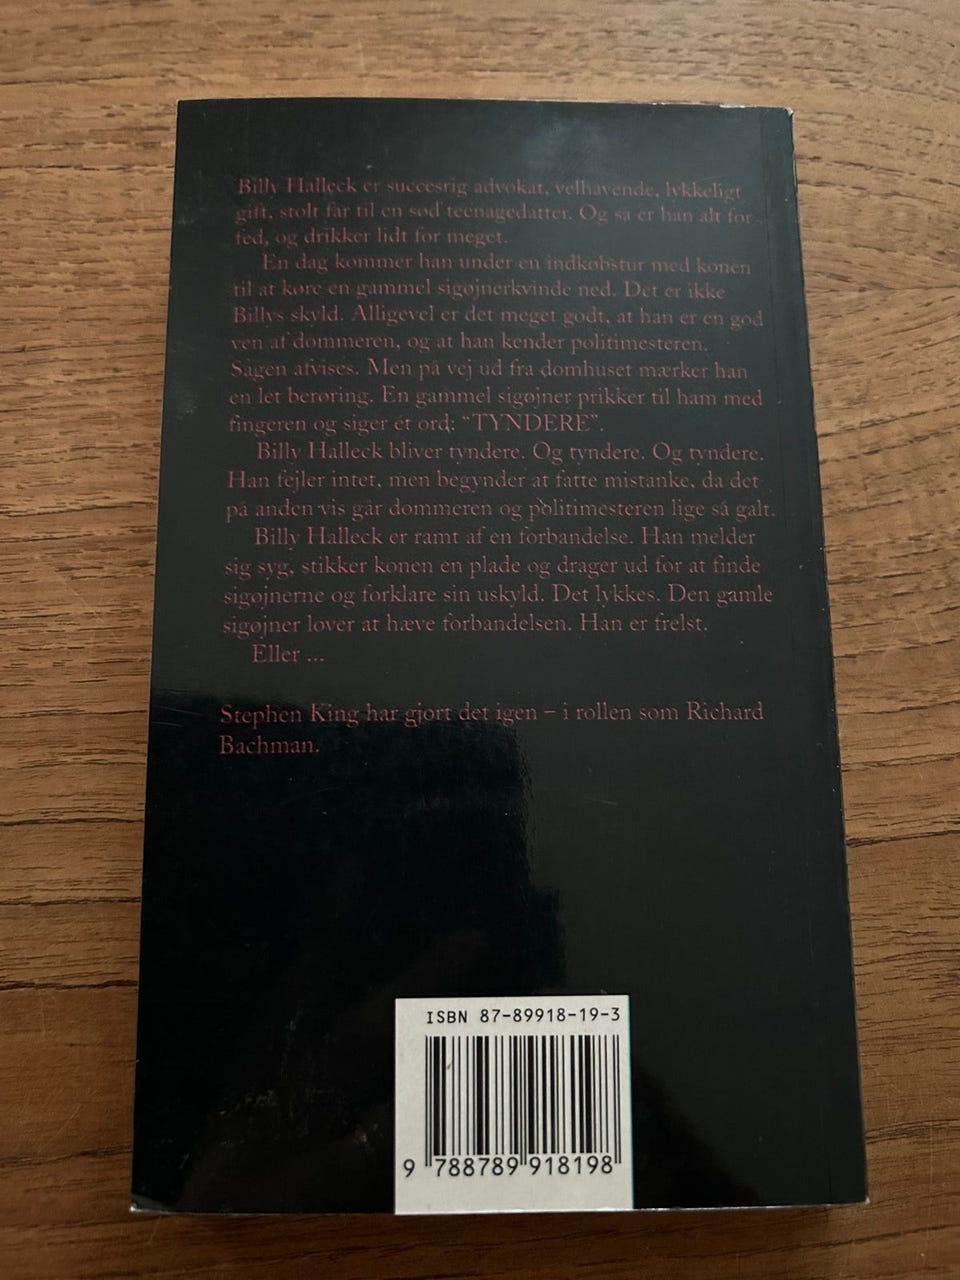 Billy Halleck er succesrig advokat, velhavende, lykkeligt
gift, stolt far til en sød teenagedatter. Og så er han alt for
fed, og drikker lidt for meget.
En dag kommer han under en indkøbstur med konen
til at køre en gammel sigøjnerkvinde ned. Det er ikke
Billys skyld. Alligevel er det meget godt, at han er en god
ven af dommeren, og at han kender politimesteren.
Sagen afvises. Men på vej ud fra domhuset mærker han
en let berøring. En gammel sigøjner prikker til ham med
fingeren og siger ét ord: “TYNDERE”.
Billy Halleck bliver tyndere. Og tyndere. Og tyndere.
Han fejler intet, men begynder at fatte mistanke, da det
på anden vis går dommeren og politimesteren lige så galt.
Billy Halleck er ramt af en forbandelse. Han melder
sig syg, stikker konen en plade og drager ud for at finde
sigøjnerne og forklare sin uskyld. Det lykkes. Den gamle
sigøjner lover at hæve forbandelsen. Han er frelst.
Eller ...
Stephen King har gjort det igen – i rollen som Richard
Bachman.
ISBN 87-89918-19-3
9 788789 918198